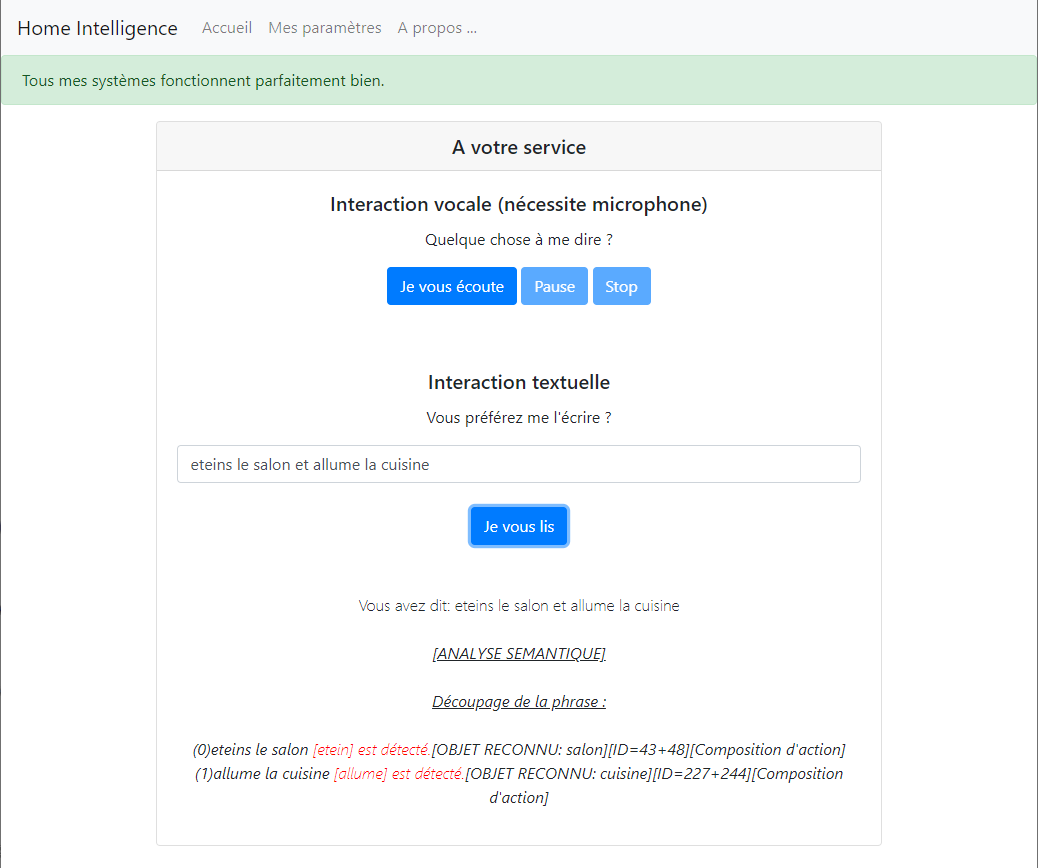 Home Intelligence Accueil Mes paramètres A propos ...
Tous mes systèmes fonctionnent parfaitement bien.
A votre service
Interaction vocale (nécessite microphone)
Quelque chose à me dire ?
Je vous écoute Pause Stop
Interaction textuelle
Vous préférez me l'écrire ?
eteins le salon et allume la cuisine
Je vous lis
Vous avez dit: eteins le salon et allume la cuisine
[ANALYSE SEMANTIQUE]
Découpage de la phrase :
(0)eteins le salon [etein] est détecté.[OBJET RECONNU: salon][ID=43+48][Composition d'action]
(1)allume la cuisine [allume] est détecté.[OBJET RECONNU: cuisine][ID=227+244][Composition
d'action]